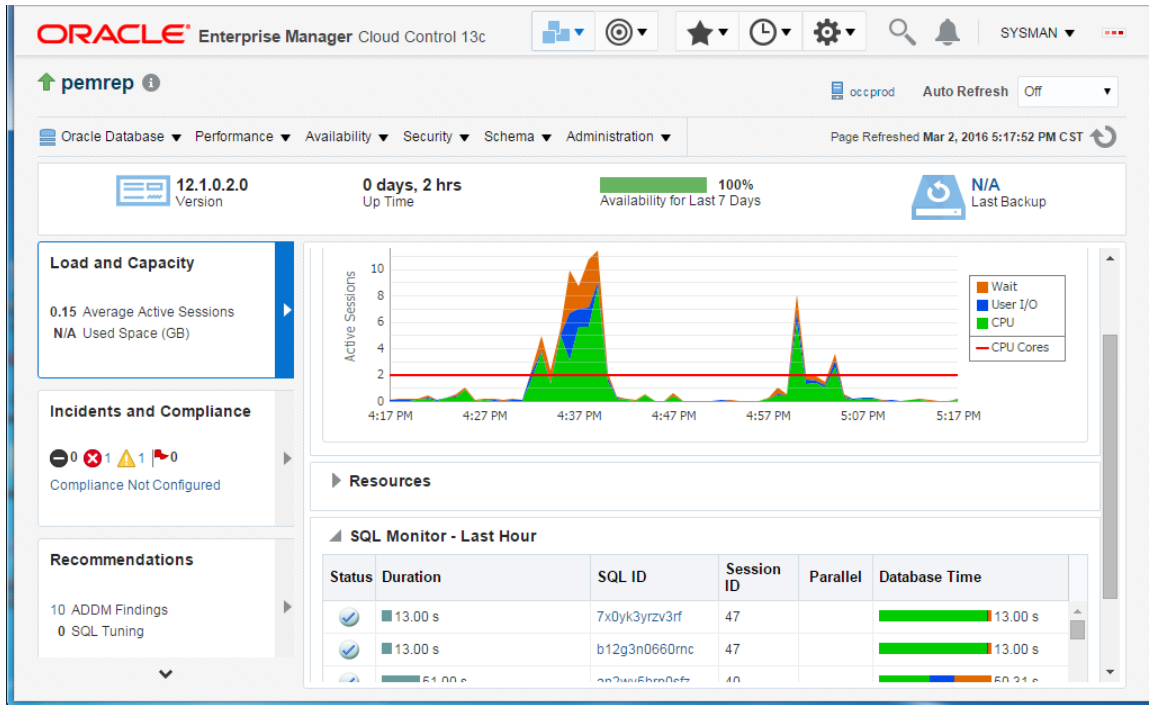 ORACLE Enterprise Manager Cloud Control 13c SYSMAN
pemrep
occprod Auto Refresh Off
Oracle Database Performance Availability Security Schema Administration Page Refreshed Mar 2, 2016 5:17:52 PM CST
12.1.0.2.0 0 days, 2 hrs 100% N/A
Version Up Time Availability for Last 7 Days Last Backup
Load and Capacity
0.15 Average Active Sessions
N/A Used Space (GB)
Incidents and Compliance
0 1 1 0
Compliance Not Configured
Recommendations
10 ADDM Findings
0 SQL Tuning
Active Sessions
10
8
6
4
2
0
4:17 PM 4:27 PM 4:37 PM 4:47 PM 4:57 PM 5:07 PM 5:17 PM
Wait
User I/O
CPU
CPU Cores
Resources
SQL Monitor - Last Hour
Status Duration SQL ID Session ID Parallel Database Time
13.00 s 7x0yk3yrzv3rf 47 13.00 s
13.00 s b12g3n0660rnc 47 13.00 s
51.00 s 40